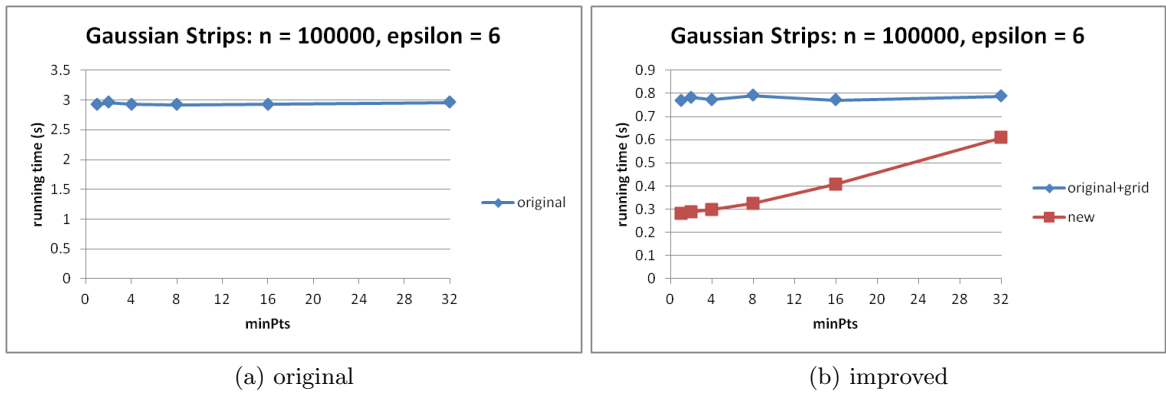 Gaussian Strips: n = 100000, epsilon = 6
3.5
3
2.5
2
1.5
1
0.5
0
running time (s)
0 4 8 12 16 20 24 28 32
minPts
original
(a) original
Gaussian Strips: n = 100000, epsilon = 6
0.9
0.8
0.7
0.6
0.5
0.4
0.3
0.2
0.1
0
running time (s)
0 4 8 12 16 20 24 28 32
minPts
original+grid
new
(b) improved